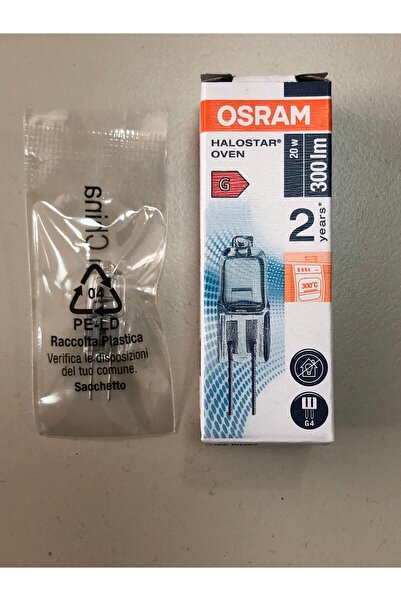 China
04
PE-LD
Raccolta Plastica
Verifica le disposizioni
del tuo comune.
Sacchetto
OSRAM
HALOSTAR®
OVEN
20 w
300 lm
G
2
years*
300°C
G4